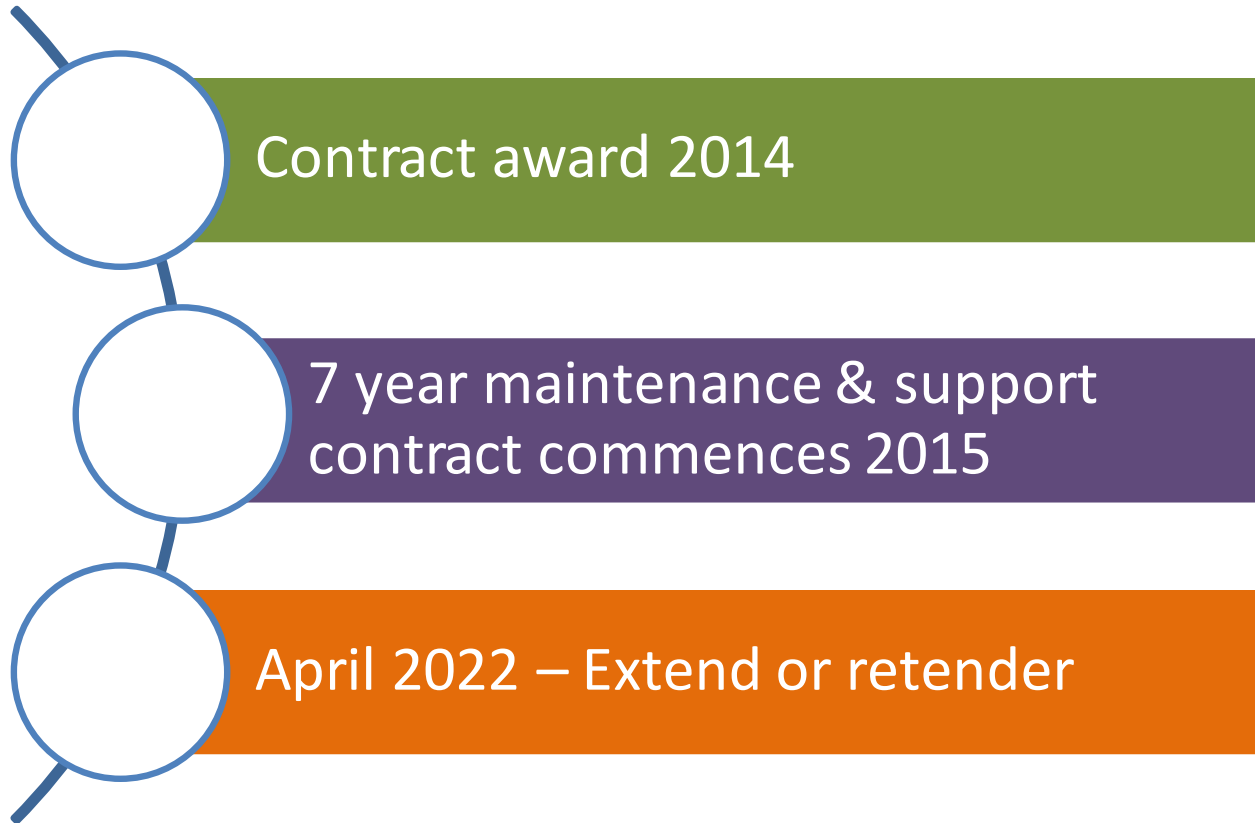 Contract award 2014
7 year maintenance & support
contract commences 2015
April 2022 – Extend or retender